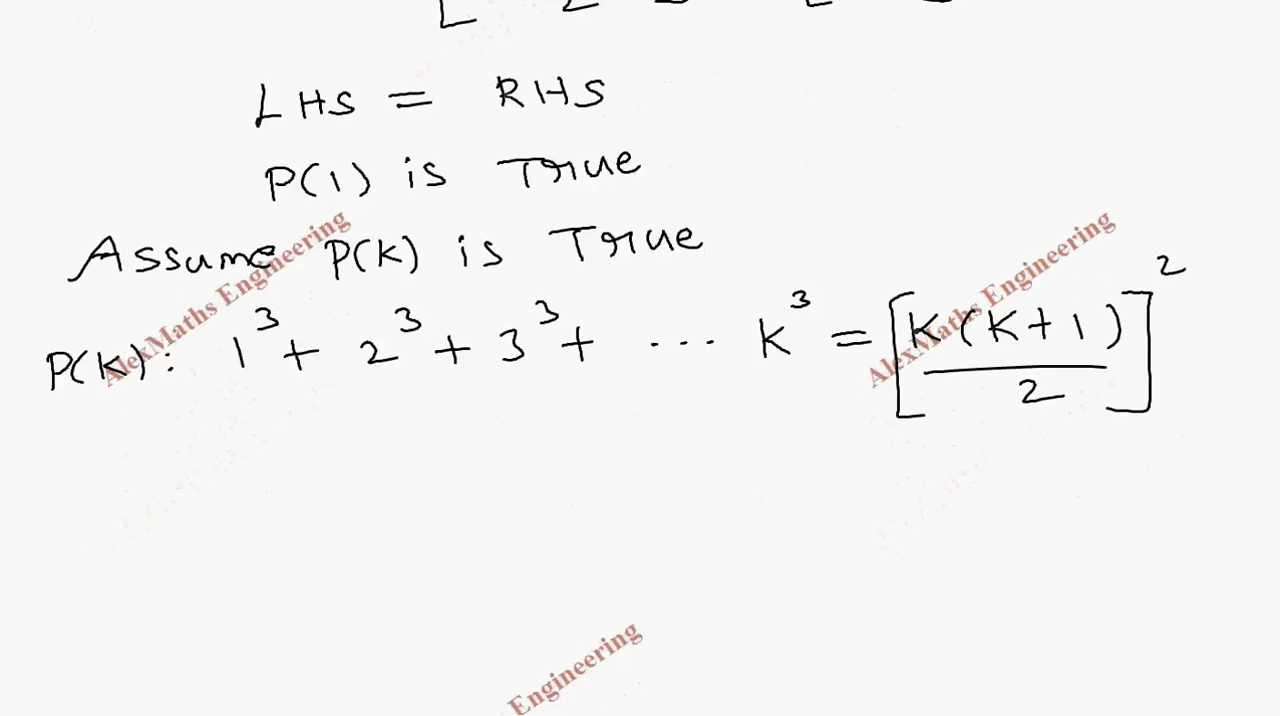 LHS = RHS
P(1) is True
Assume P(K) is True
P(K): 1³ + 2³ + 3³ + ... K³ = [K(K+1)/2]²
AlexMaths Engineering
AlexMaths Engineering
Engineering